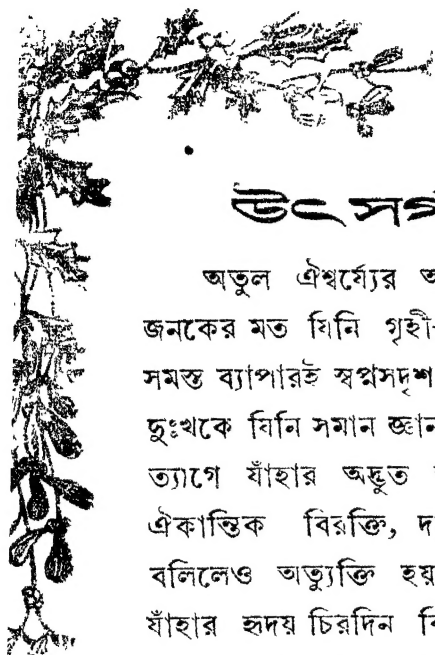 উৎসর্গ
অতুল ঐশ্বর্য্যের
জনকের মত যিনি গৃহী
সমস্ত ব্যাপারই স্বপ্নসদৃশ
দুঃখকে যিনি সমান জ্ঞান
ত্যাগে যাঁহার অদ্ভুত
ঐকান্তিক বিরক্তি, দ
বলিলেও অত্যুক্তি হয়
যাঁহার হৃদয় চিরদিন বি